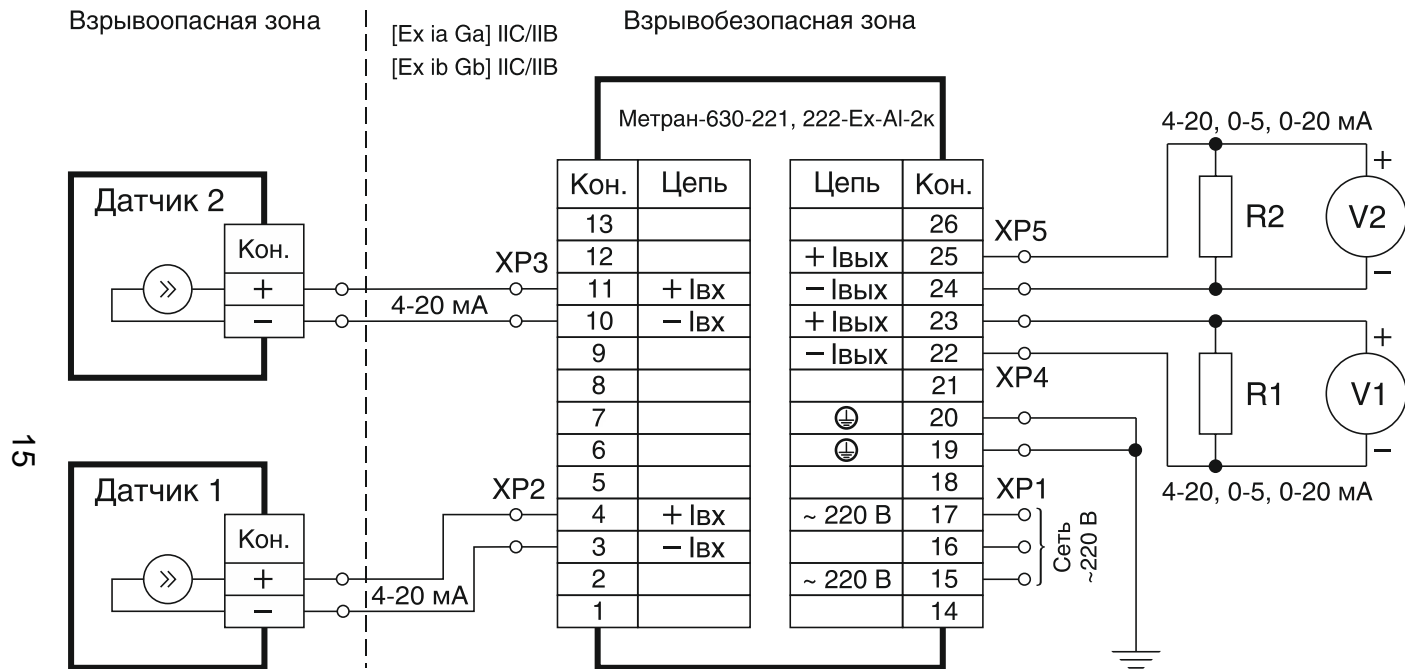 Взрывоопасная зона
[Ex ia Ga] IIC/IIB
[Ex ib Gb] IIC/IIB
Взрывобезопасная зона
Метран-630-221, 222-Ex-AI-2к
Датчик 2
Кон.
+
−
4-20 мА
XP3
Датчик 1
Кон.
+
−
4-20 мА
XP2
Кон. Цепь
13
12
11 + Iвх
10 − Iвх
9
8
7
6
5
4 + Iвх
3 − Iвх
2
1
Цепь Кон.
26
+ Iвых 25
− Iвых 24
+ Iвых 23
− Iвых 22
21
20
19
18
~ 220 В 17
16
~ 220 В 15
14
XP5
XP4
XP1
Сеть
~220 В
4-20, 0-5, 0-20 мА
R2
+
V2
−
R1
+
V1
−
4-20, 0-5, 0-20 мА
15